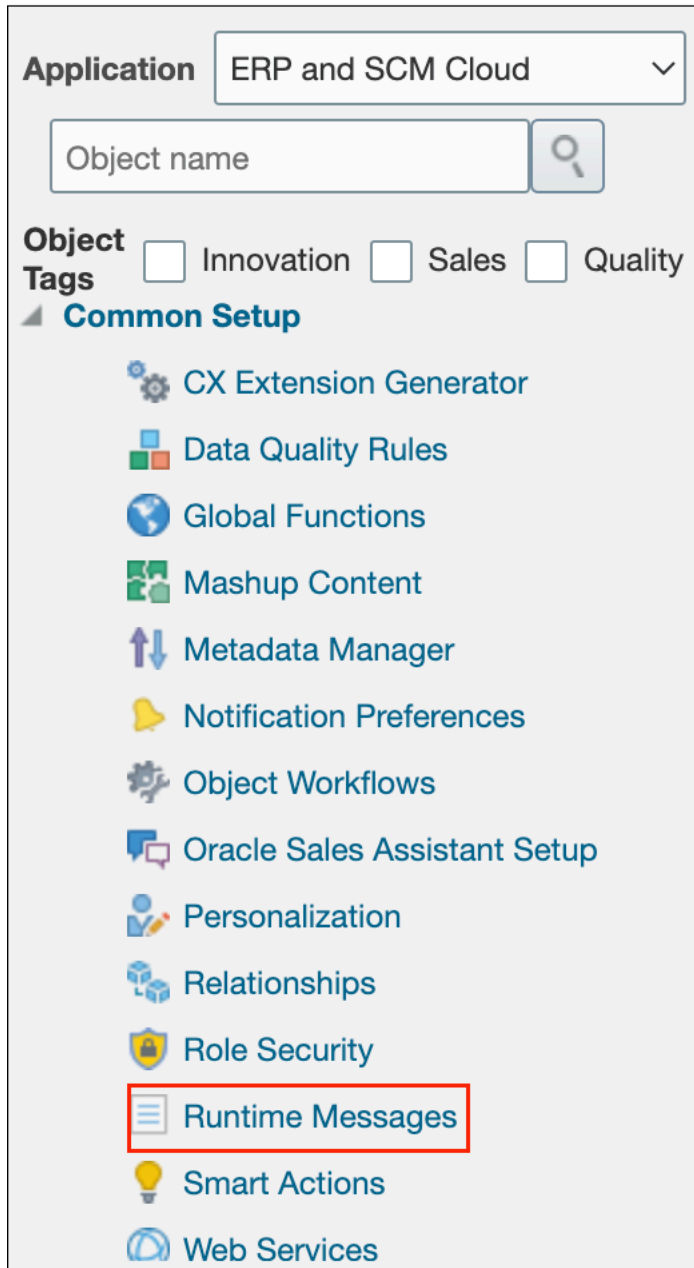 Application ERP and SCM Cloud
Object name
Object Tags Innovation Sales Quality
Common Setup
CX Extension Generator
Data Quality Rules
Global Functions
Mashup Content
Metadata Manager
Notification Preferences
Object Workflows
Oracle Sales Assistant Setup
Personalization
Relationships
Role Security
Runtime Messages
Smart Actions
Web Services